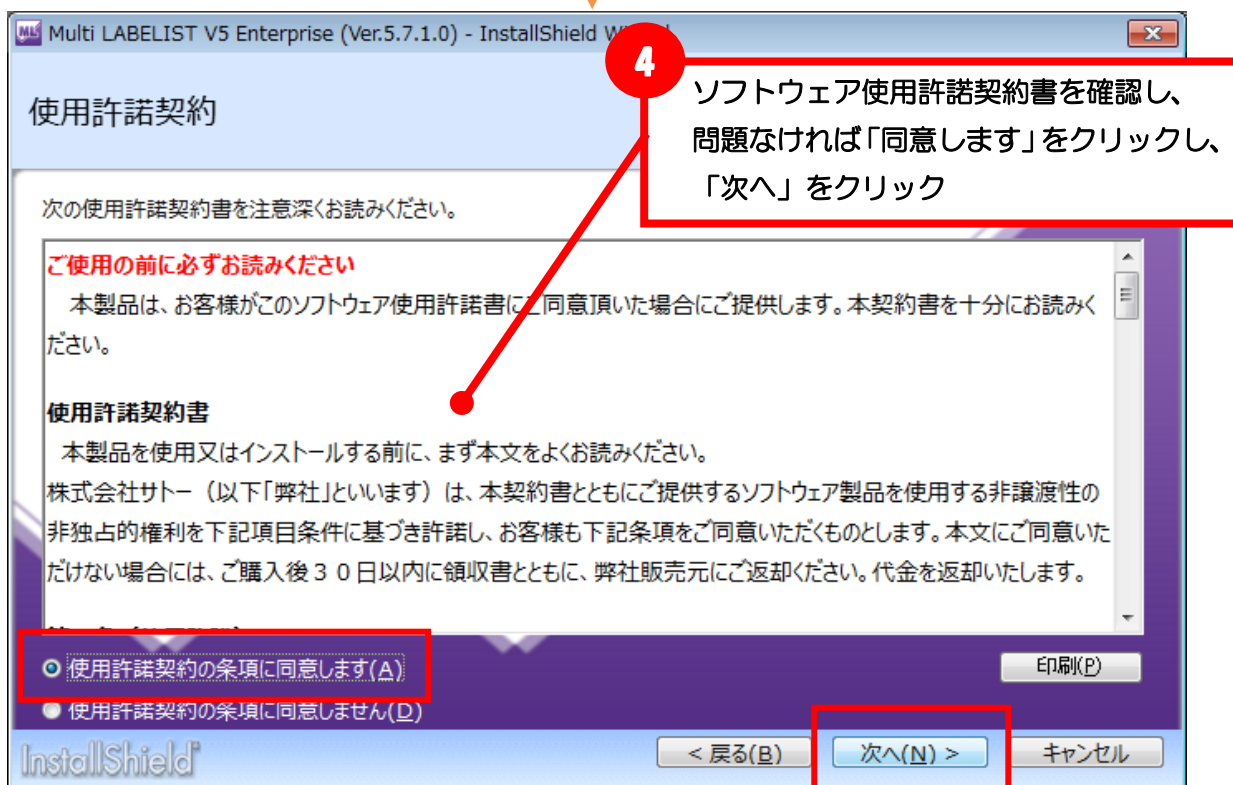 Multi LABELIST V5 Enterprise (Ver.5.7.1.0) - InstallShield
4
ソフトウェア使用許諾契約書を確認し、
問題なければ「同意します」をクリックし、
「次へ」をクリック
使用許諾契約
次の使用許諾契約書を注意深くお読みください。
ご使用の前に必ずお読みください
本製品は、お客様がこのソフトウェア使用許諾書にご同意頂いた場合にご提供します。本契約書を十分にお読みく
ださい。
使用許諾契約書
本製品を使用又はインストールする前に、まず本文をよくお読みください。
株式会社サトー（以下「弊社」といいます）は、本契約書とともにご提供するソフトウェア製品を使用する非譲渡性の
非独占的権利を下記項目条件に基づき許諾し、お客様も下記条項をご同意いただくものとします。本文にご同意いた
だけない場合には、ご購入後３０日以内に領収書とともに、弊社販売元にご返却ください。代金を返却いたします。
使用許諾契約の条項に同意します(A)
印刷(P)
使用許諾契約の条項に同意しません(D)
InstallShield
< 戻る(B)
次へ(N) >
キャンセル